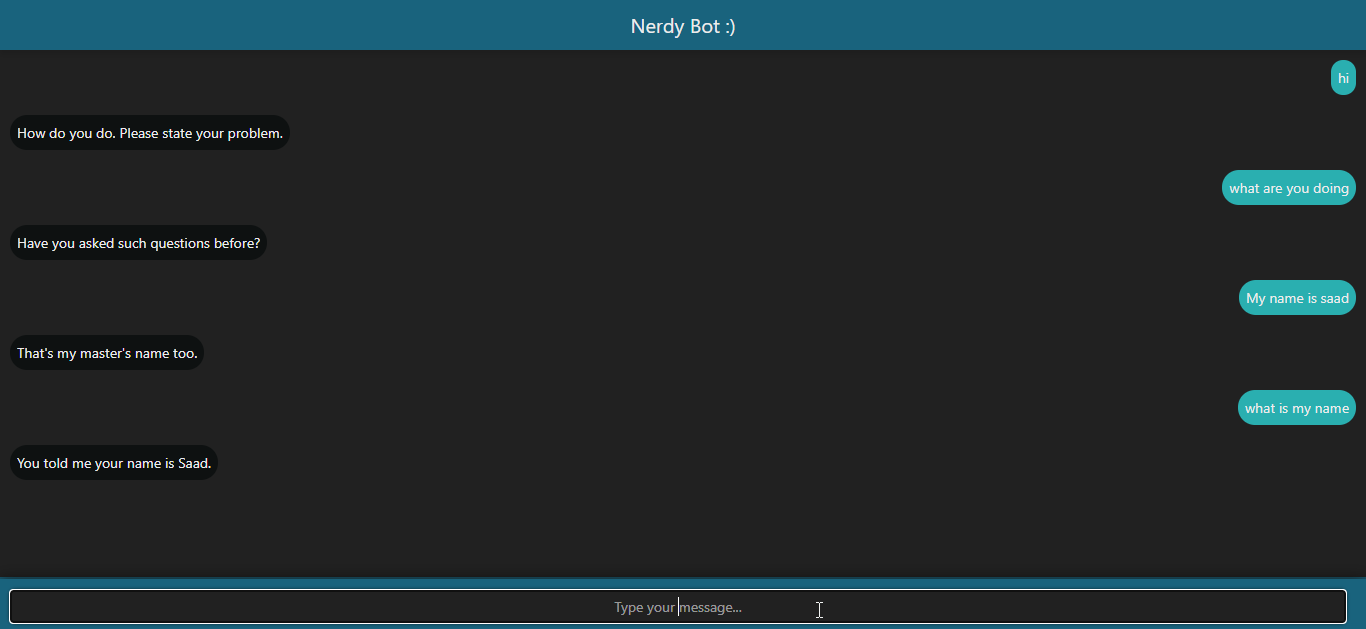 Nerdy Bot :)
hi
How do you do. Please state your problem.
what are you doing
Have you asked such questions before?
My name is saad
That's my master's name too.
what is my name
You told me your name is Saad.
Type your message...